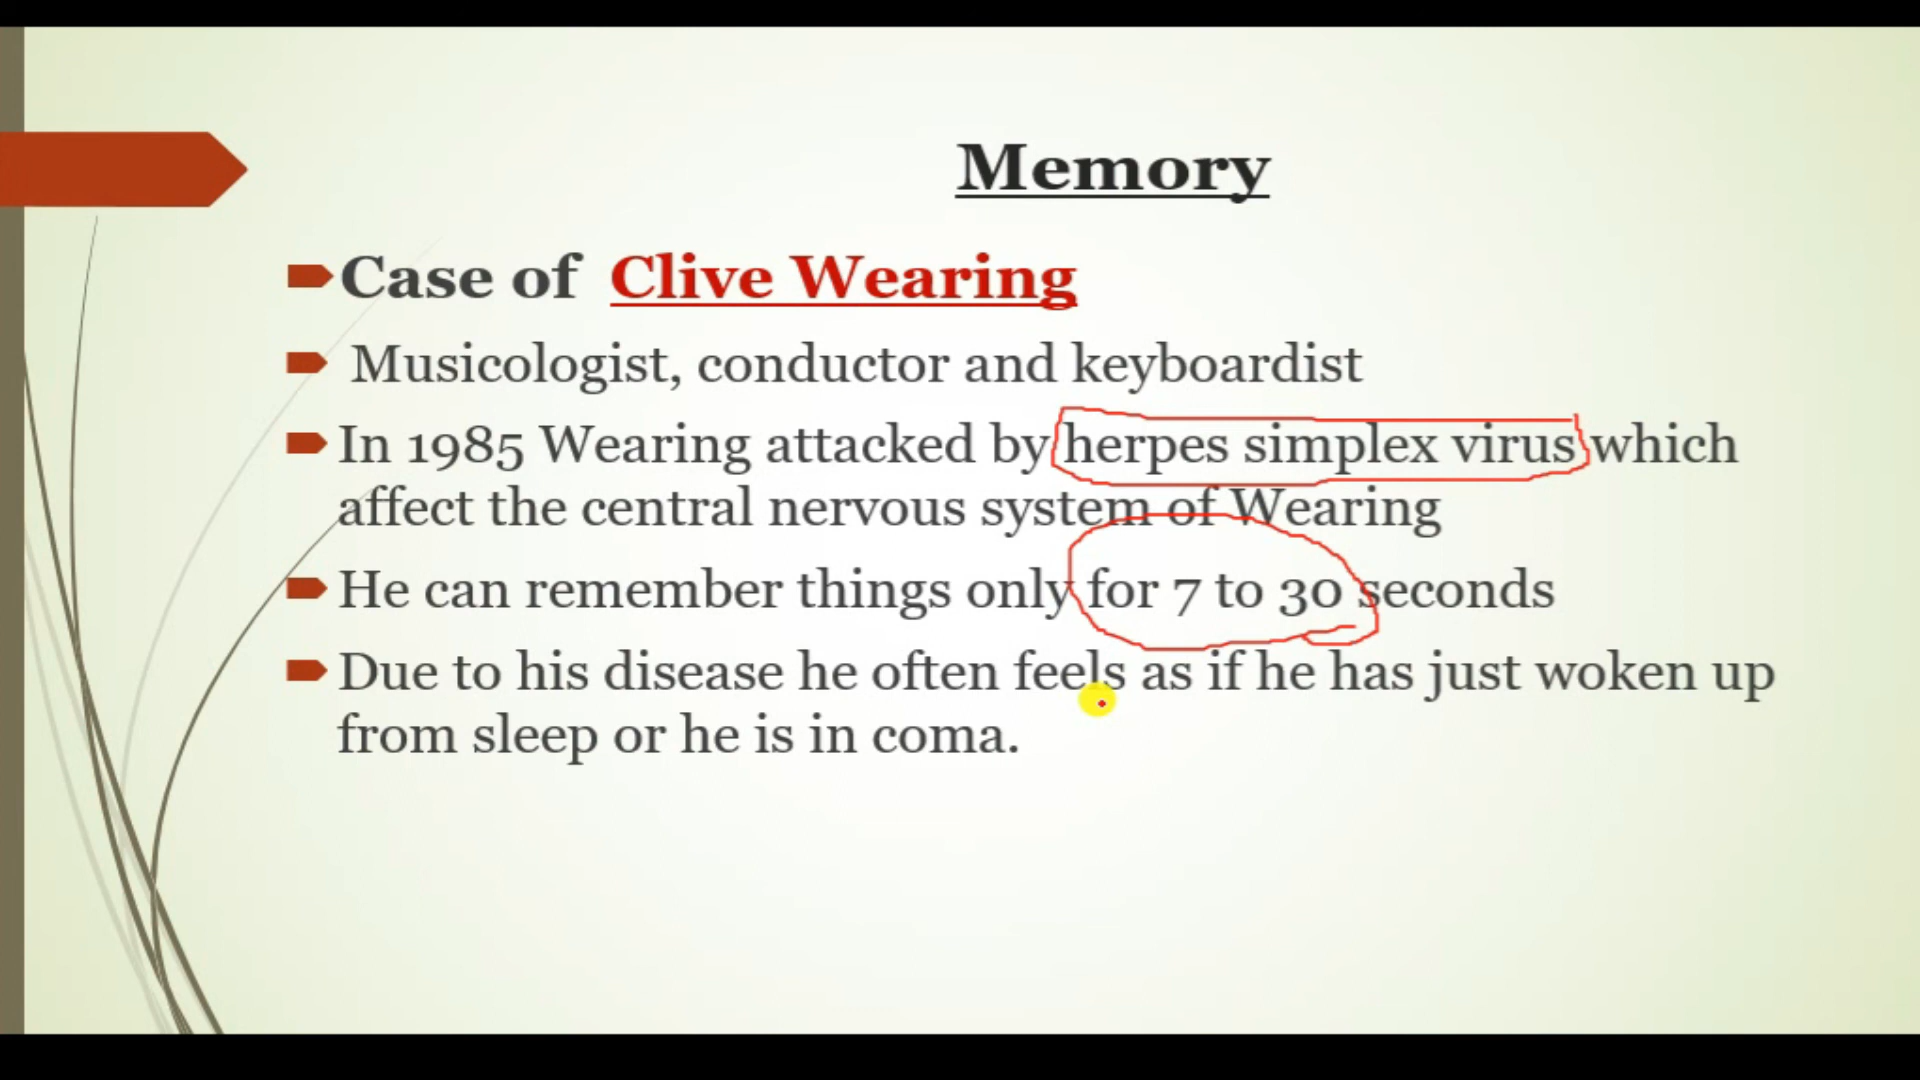 Memory
Case of Clive Wearing
Musicologist, conductor and keyboardist
In 1985 Wearing attacked by herpes simplex virus which
affect the central nervous system of Wearing
He can remember things only for 7 to 30 seconds
Due to his disease he often feels as if he has just woken up
from sleep or he is in coma.